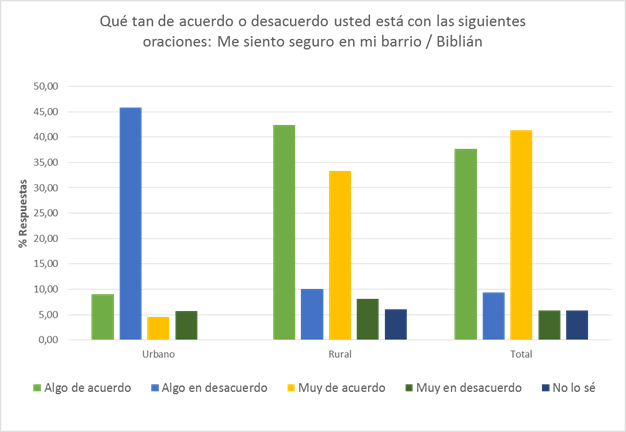 Qué tan de acuerdo o desacuerdo usted está con las siguientes
oraciones: Me siento seguro en mi barrio / Biblián
% Respuestas
50,00
45,00
40,00
35,00
30,00
25,00
20,00
15,00
10,00
5,00
0,00
Urbano Rural Total
Algo de acuerdo Algo en desacuerdo Muy de acuerdo Muy en desacuerdo No lo sé